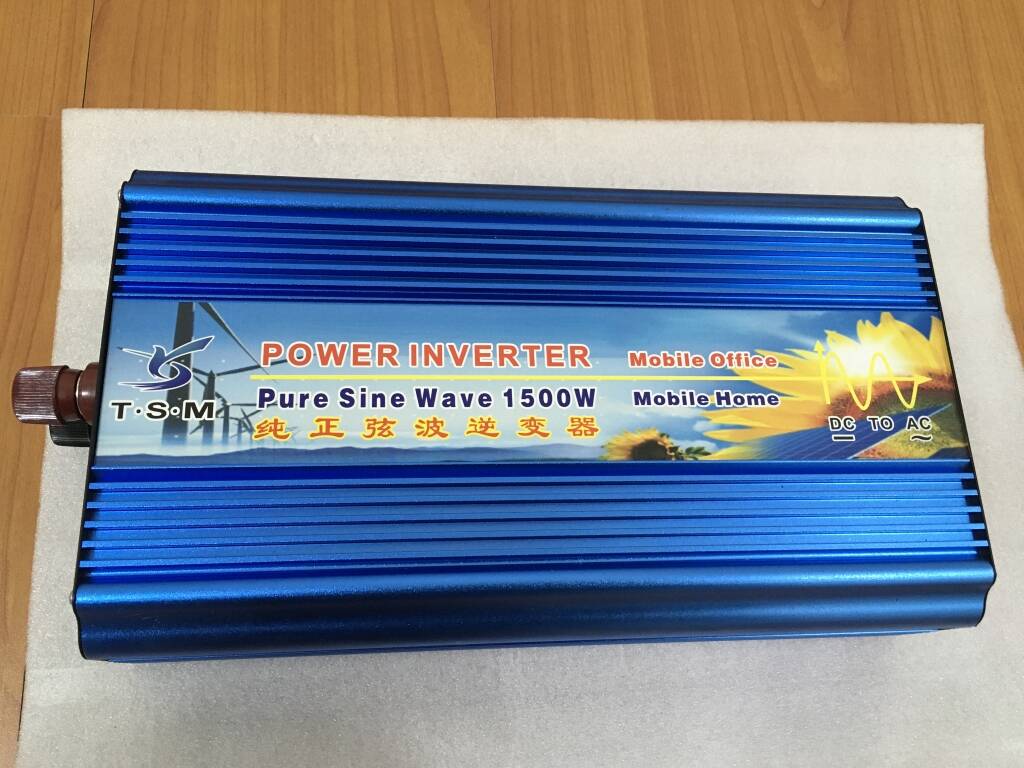 POWER INVERTER
Mobile Office
T·S·M
Pure Sine Wave 1500W
Mobile Home
纯正弦波逆变器
DC TO AC